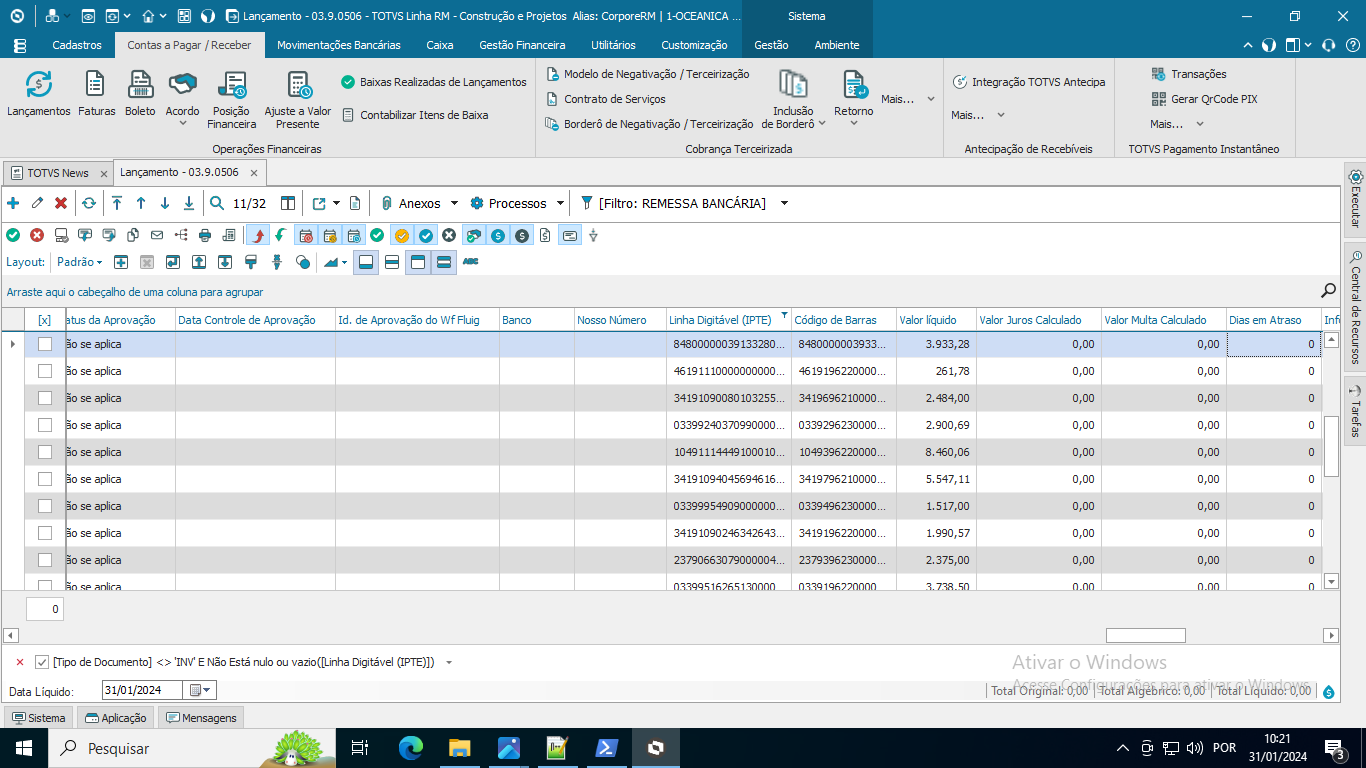 Lançamento - 03.9.0506 - TOTVS Linha RM - Construção e Projetos Alias: CorporeRM | 1-OCEANICA ... Sistema
Cadastros Contas a Pagar / Receber Movimentações Bancárias Caixa Gestão Financeira Utilitários Customização Gestão Ambiente
Lançamentos Faturas Boleto Acordo Posição Financeira Ajuste a Valor Presente
Baixas Realizadas de Lançamentos
Contabilizar Itens de Baixa
Operações Financeiras
Modelo de Negativação / Terceirização
Contrato de Serviços
Borderô de Negativação / Terceirização
Inclusão de Borderô Retorno Mais...
Cobrança Terceirizada
Integração TOTVS Antecipa
Mais...
Antecipação de Recebíveis
Transações
Gerar QrCode PIX
Mais...
TOTVS Pagamento Instantâneo
TOTVS News Lançamento - 03.9.0506
11/32 Anexos Processos [Filtro: REMESSA BANCÁRIA]
Layout: Padrão ABC
Arraste aqui o cabeçalho de uma coluna para agrupar
[x] atus da Aprovação Data Controle de Aprovação Id. de Aprovação do Wf Fluig Banco Nosso Número Linha Digitável (IPTE) Código de Barras Valor líquido Valor Juros Calculado Valor Multa Calculado Dias em Atraso Info
ão se aplica 84800000039133280... 8480000003933... 3.933,28 0,00 0,00 0
ão se aplica 46191110000000000... 4619196220000... 261,78 0,00 0,00 0
ão se aplica 34191090080103255... 3419696210000... 2.484,00 0,00 0,00 0
ão se aplica 03399240370990000... 0339296230000... 2.900,69 0,00 0,00 0
ão se aplica 10491114449100010... 1049396220000... 8.460,06 0,00 0,00 0
ão se aplica 34191094045694616... 3419796210000... 5.547,11 0,00 0,00 0
ão se aplica 03399954909000000... 0339496230000... 1.517,00 0,00 0,00 0
ão se aplica 34191090246342643... 3419196220000... 1.990,57 0,00 0,00 0
ão se aplica 23790663079000004... 2379396230000... 2.375,00 0,00 0,00 0
ão se aplica 03399516265130000 0339196220000... 3.738,50 0,00 0,00 0
0
[Tipo de Documento] <> 'INV' E Não Está nulo ou vazio([Linha Digitável (IPTE)])
Ativar o Windows
Acesse Configurações para ativar o Windows.
Data Líquido: 31/01/2024 Total Original: 0,00 Total Algébrico: 0,00 Total Líquido: 0,00
Sistema Aplicação Mensagens
Executar
Central de Recursos
Tarefas
Pesquisar POR 10:21
31/01/2024 3